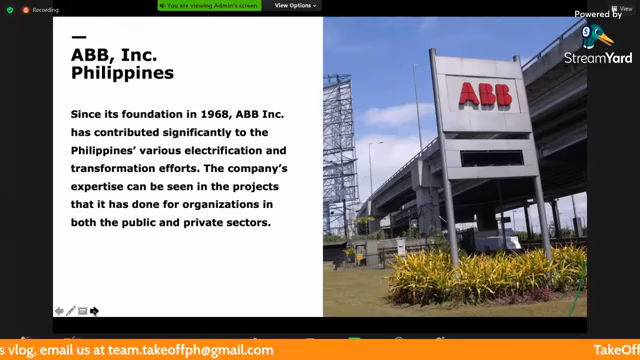 Recording
You are viewing Admin's screen
View Options
View
Powered by
StreamYard
ABB, Inc.
Philippines
Since its foundation in 1968, ABB Inc.
has contributed significantly to the
Philippines' various electrification and
transformation efforts. The company's
expertise can be seen in the projects
that it has done for organizations in
both the public and private sectors.
ABB
s vlog, email us at team.takeoffph@gmail.com
TakeOff